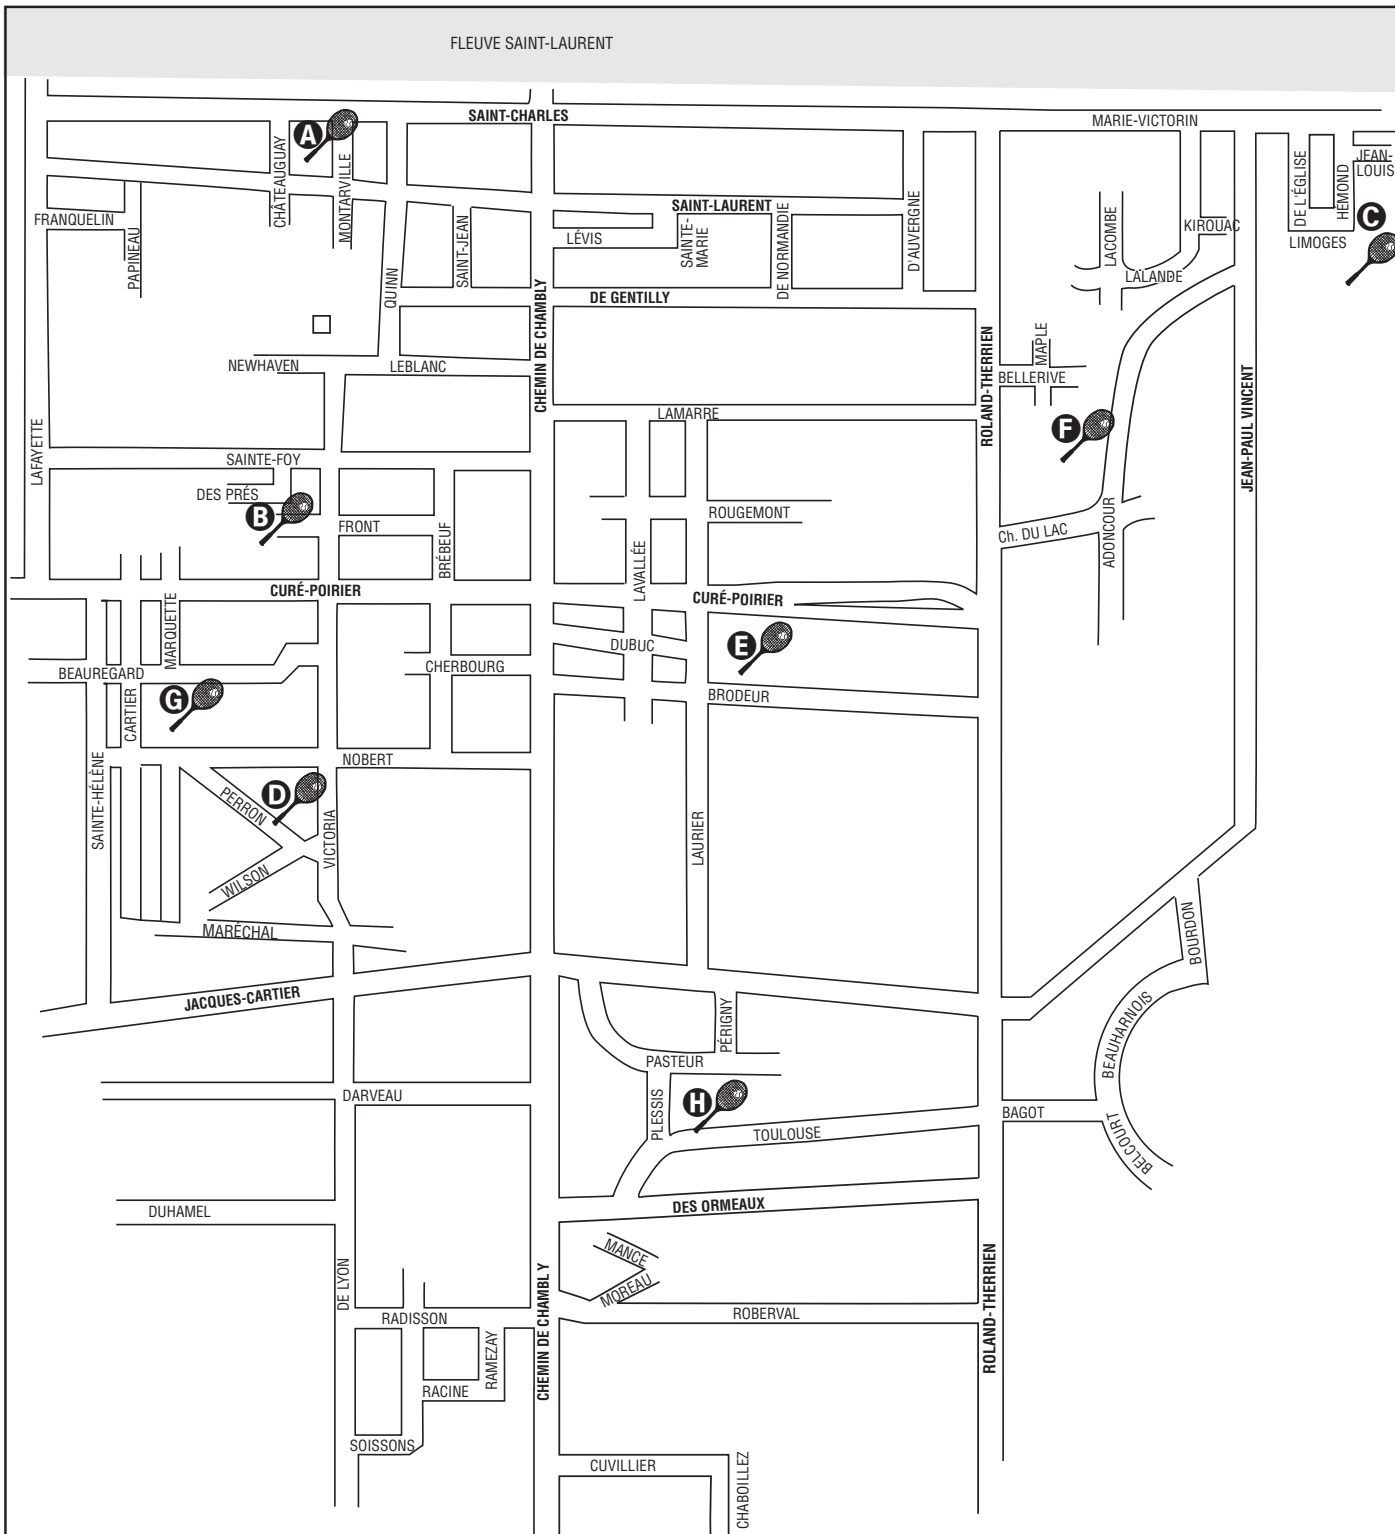 FLEUVE SAINT-LAURENT
SAINT-CHARLES
MARIE-VICTORIN
A
CHÂTEAUGUAY
MONTARVILLE
DE L'ÉGLISE
HÉMOND
JEAN-
LOUIS
FRANQUELIN
PAPINEAU
QUINN
SAINT-JEAN
SAINT-LAURENT
LÉVIS
SAINTE-
MARIE
DE NORMANDIE
D'AUVERGNE
LACOMBE
KIROUAC
LIMOGES
C
LALANDE
DE GENTILLY
CHEMIN DE CHAMBLY
ROLAND-THERRIEN
MAPLE
NEWHAVEN
LEBLANC
BELLERIVE
JEAN-PAUL VINCENT
LAMARRE
F
LAFAYETTE
SAINTE-FOY
DES PRÉS
B
FRONT
BRÉBEUF
ROUGEMONT
Ch. DU LAC
ADONCOUR
LAVALLÉE
CURÉ-POIRIER
CURÉ-POIRIER
MARQUETTE
DUBUC
E
BEAUREGARD
CHERBOURG
CARTIER
G
BRODEUR
SAINTE-HÉLÈNE
NOBERT
PERRON
D
VICTORIA
LAURIER
WILSON
MARÉCHAL
BOURDON
JACQUES-CARTIER
PÉRIGNY
BEAUHARNOIS
PASTEUR
DARVEAU
PLESSIS
H
TOULOUSE
BAGOT
BELCOURT
DUHAMEL
DES ORMEAUX
DE LYON
CHEMIN DE CHAMBLY
MANCE
MOREAU
ROLAND-THERRIEN
RADISSON
ROBERVAL
RAMEZAY
RACINE
SOISSONS
CUVILLIER
CHABOILLEZ